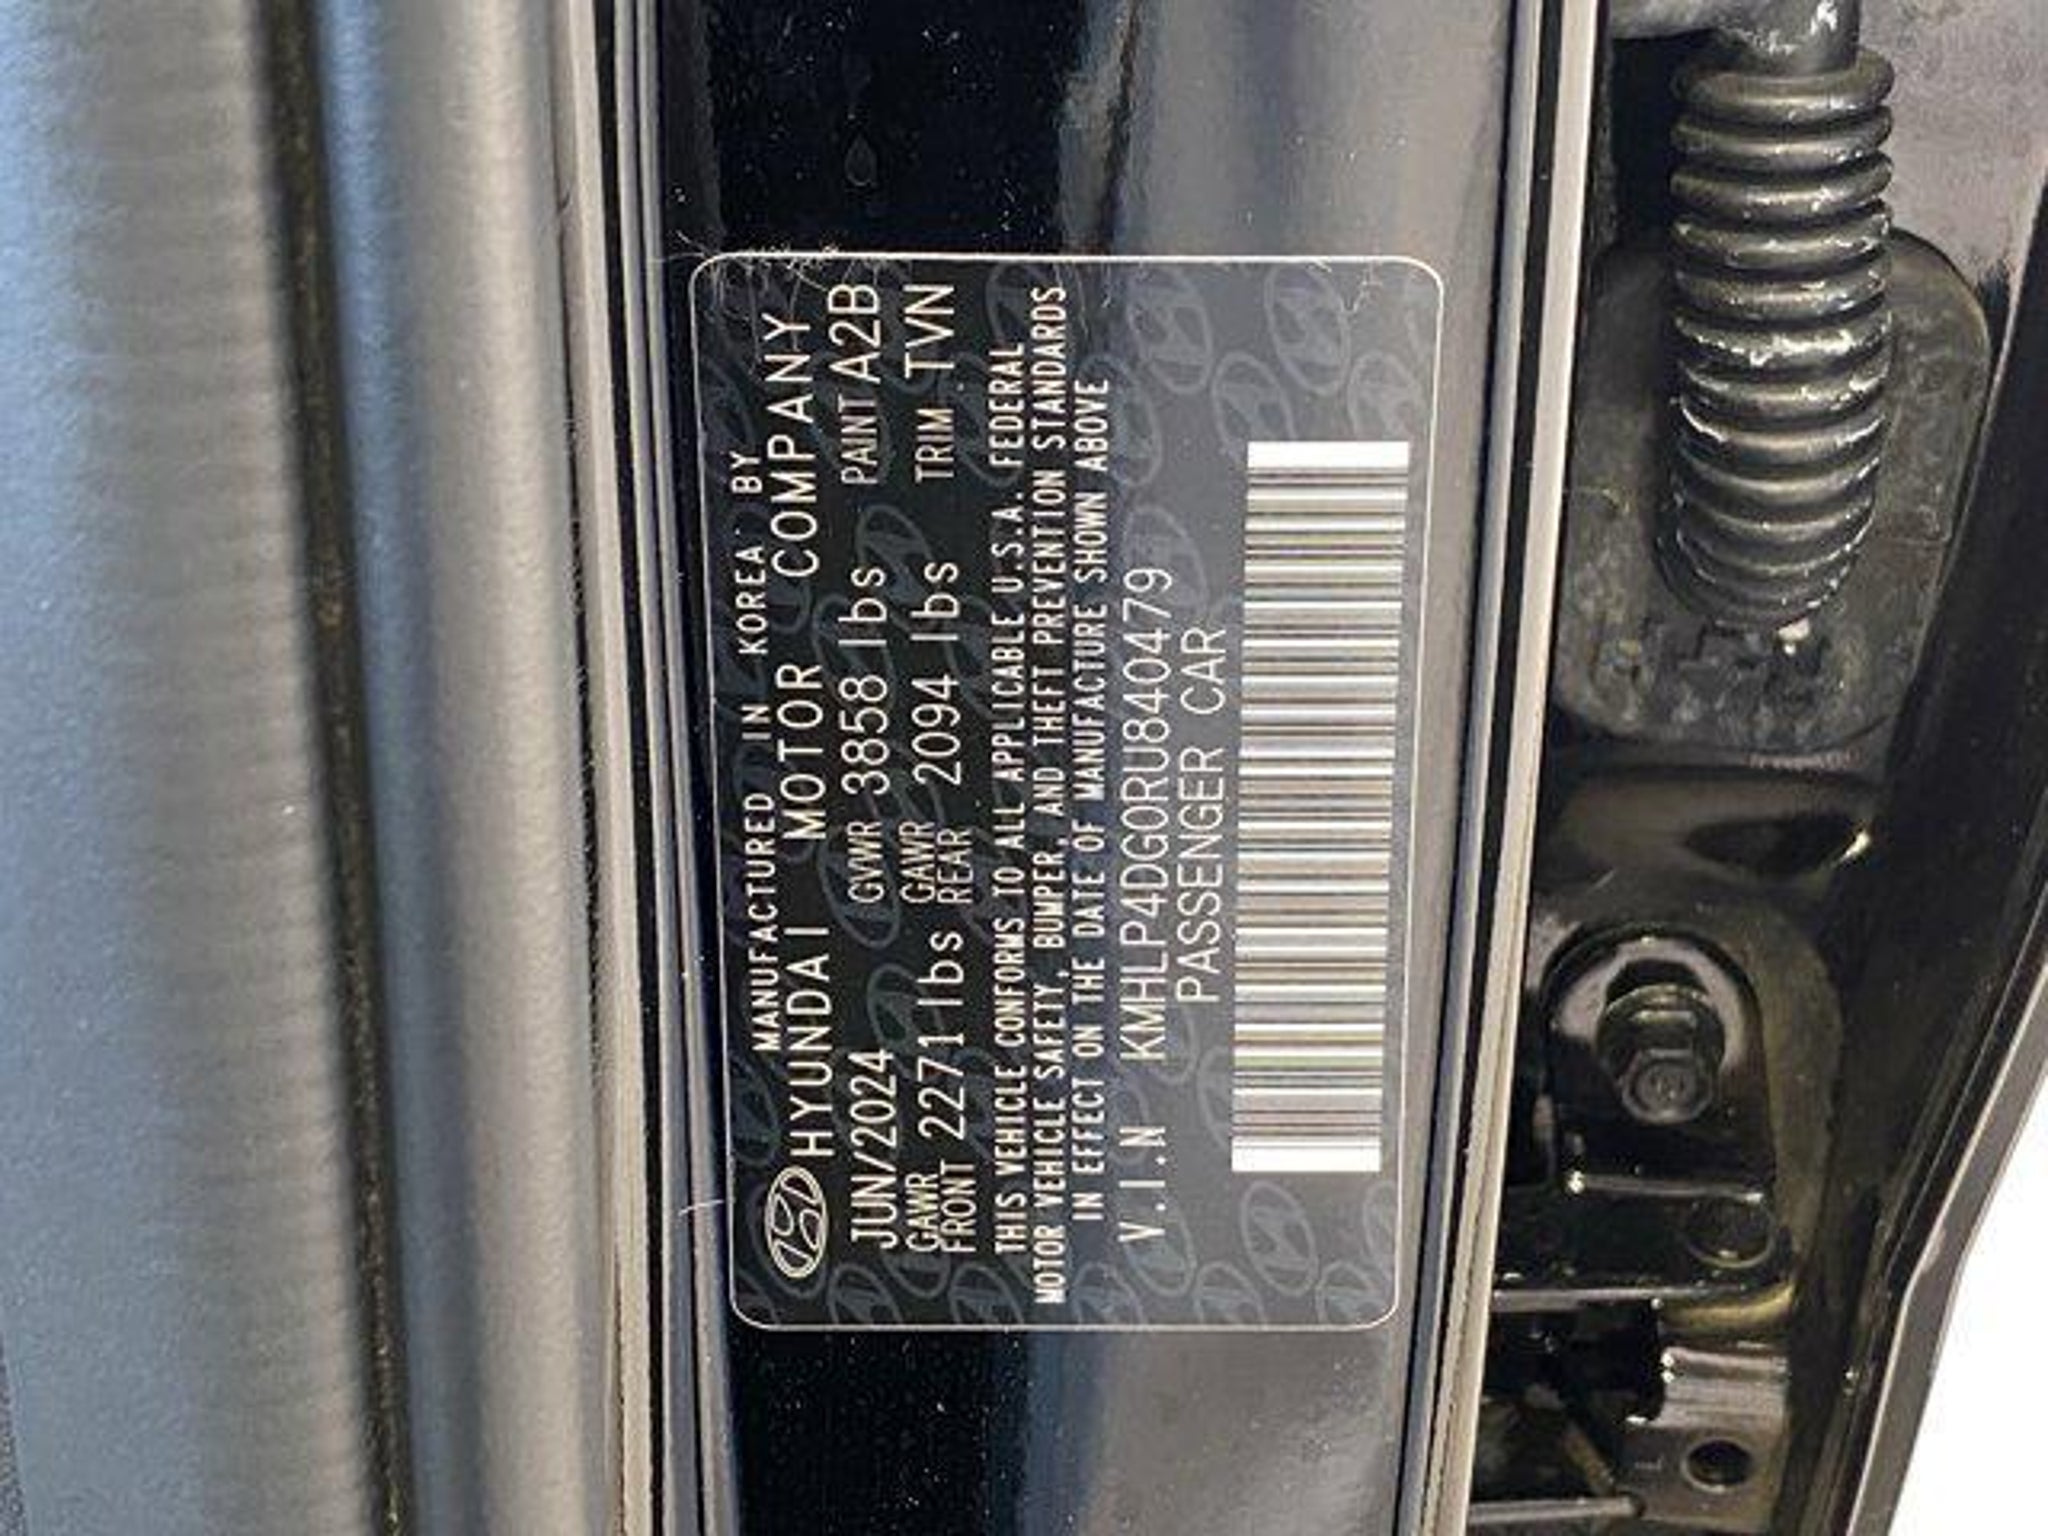 MANUFACTURED IN KOREA BY
HYUNDAI MOTOR COMPANY
JUN/2024 GVWR 3858 lbs PAINT A2B
GAWR FRONT 2271 lbs GAWR REAR 2094 lbs TRIM TVN
THIS VEHICLE CONFORMS TO ALL APPLICABLE U.S.A. FEDERAL
MOTOR VEHICLE SAFETY, BUMPER, AND THEFT PREVENTION STANDARDS
IN EFFECT ON THE DATE OF MANUFACTURE SHOWN ABOVE
V.I.N KMHLP4DG0RU840479
PASSENGER CAR